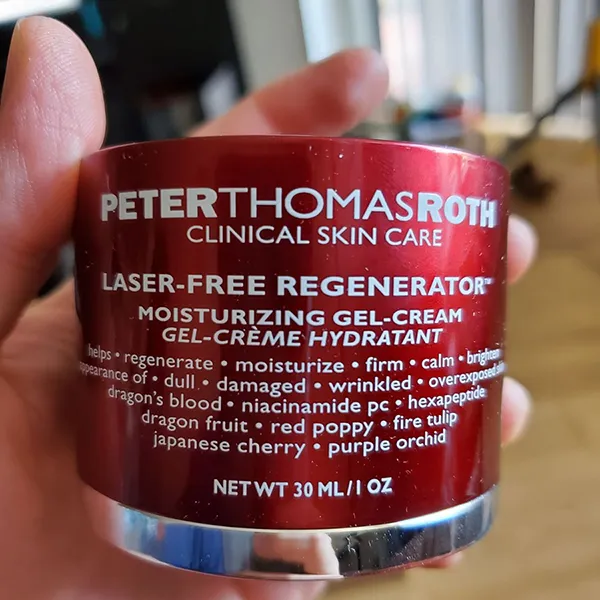 PETERTHOMASROTH
CLINICAL SKIN CARE
LASER-FREE REGENERATOR™
MOISTURIZING GEL-CREAM
GEL-CRÈME HYDRATANT
helps • regenerate • moisturize • firm • calm • brighten
appearance of • dull • damaged • wrinkled • overexposed
dragon's blood • niacinamide pc • hexapeptide
dragon fruit • red poppy • fire tulip
japanese cherry • purple orchid
NET WT 30 ML/1 OZ